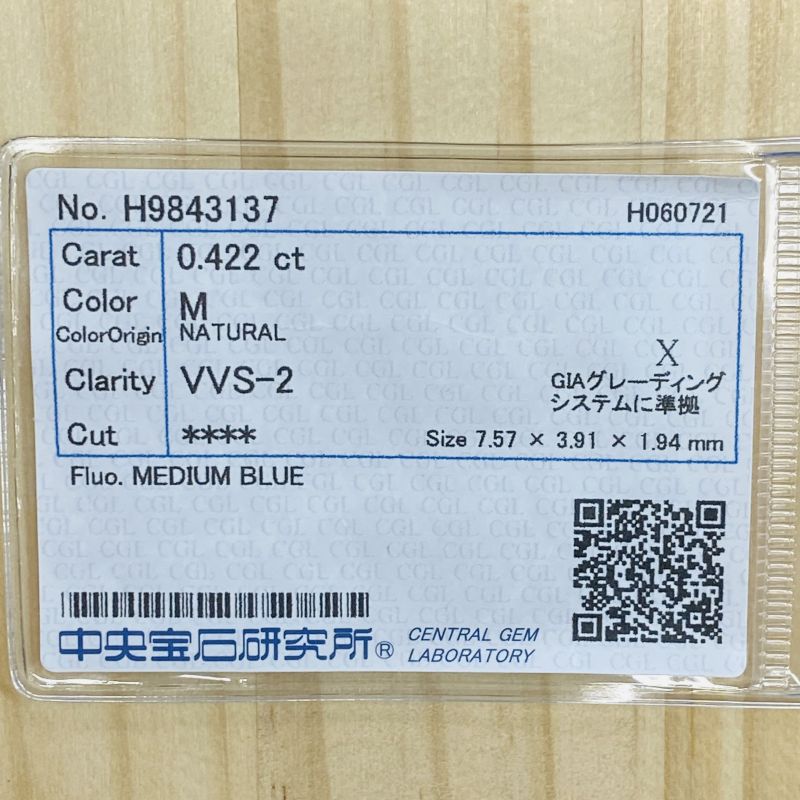 No. H9843137 H060721
Carat 0.422 ct
Color M
ColorOrigin NATURAL
Clarity VVS-2
X
GIAグレーディング
システムに準拠
Cut **** Size 7.57 × 3.91 × 1.94 mm
Fluo. MEDIUM BLUE
中央宝石研究所® CENTRAL GEM
LABORATORY